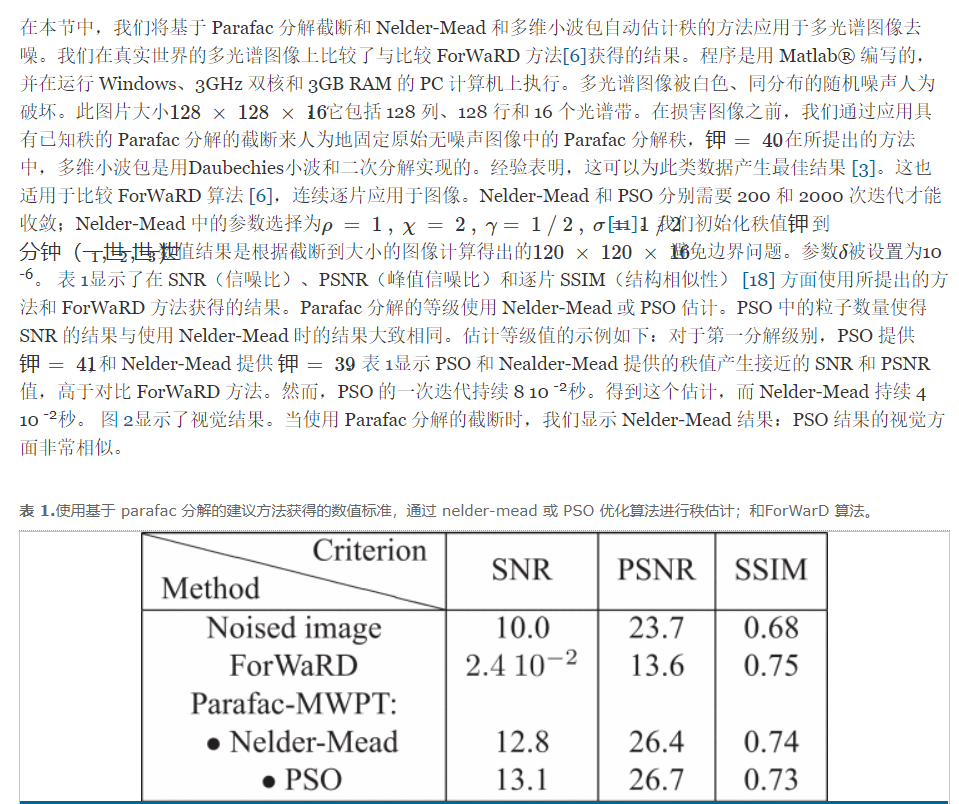 在本节中，我们将基于 Parafac 分解截断和 Nelder-Mead 和多维小波包自动估计秩的方法应用于多光谱图像去
噪。我们在真实世界的多光谱图像上比较了与比较 ForWaRD 方法[6]获得的结果。程序是用 Matlab® 编写的，
并在运行 Windows、3GHz 双核和 3GB RAM 的 PC 计算机上执行。多光谱图像被白色、同分布的随机噪声人为
破坏。此图片大小128 × 128 × 16它包括 128 列、128 行和 16 个光谱带。在损害图像之前，我们通过应用具
有已知秩的 Parafac 分解的截断来人为地固定原始无噪声图像中的 Parafac 分解秩，钾 = 40在所提出的方法
中，多维小波包是用Daubechies小波和二次分解实现的。经验表明，这可以为此类数据产生最佳结果 [3]。这也
适用于比较 ForWaRD 算法 [6]，连续逐片应用于图像。Nelder-Mead 和 PSO 分别需要 200 和 2000 次迭代才能
收敛；Nelder-Mead 中的参数选择为ρ = 1 , χ = 2 , γ = 1 / 2 , σ = 1 / 2 [11]. 我们初始化秩值钾到
分钟（ 数值结果是根据截断到大小的图像计算得出的120 × 120 × 16避免边界问题。参数δ被设置为10
-6。 表 1显示了在 SNR（信噪比）、PSNR（峰值信噪比）和逐片 SSIM（结构相似性） [18] 方面使用所提出的方
法和 ForWaRD 方法获得的结果。Parafac 分解的等级使用 Nelder-Mead 或 PSO 估计。PSO 中的粒子数量使得
SNR 的结果与使用 Nelder-Mead 时的结果大致相同。估计等级值的示例如下：对于第一分解级别，PSO 提供
钾 = 41和 Nelder-Mead 提供 钾 = 39 表 1显示 PSO 和 Nealder-Mead 提供的秩值产生接近的 SNR 和 PSNR
值，高于对比 ForWaRD 方法。然而，PSO 的一次迭代持续 8 10 -2秒。得到这个估计，而 Nelder-Mead 持续 4
10 -2秒。 图 2显示了视觉结果。当使用 Parafac 分解的截断时，我们显示 Nelder-Mead 结果：PSO 结果的视觉方
面非常相似。
表 1.使用基于 parafac 分解的建议方法获得的数值标准，通过 nelder-mead 或 PSO 优化算法进行秩估计；和ForWarD 算法。
Criterion
Method SNR PSNR SSIM
Noised image 10.0 23.7 0.68
ForWaRD 2.4 10−2 13.6 0.75
Parafac-MWPT:
• Nelder-Mead 12.8 26.4 0.74
• PSO 13.1 26.7 0.73